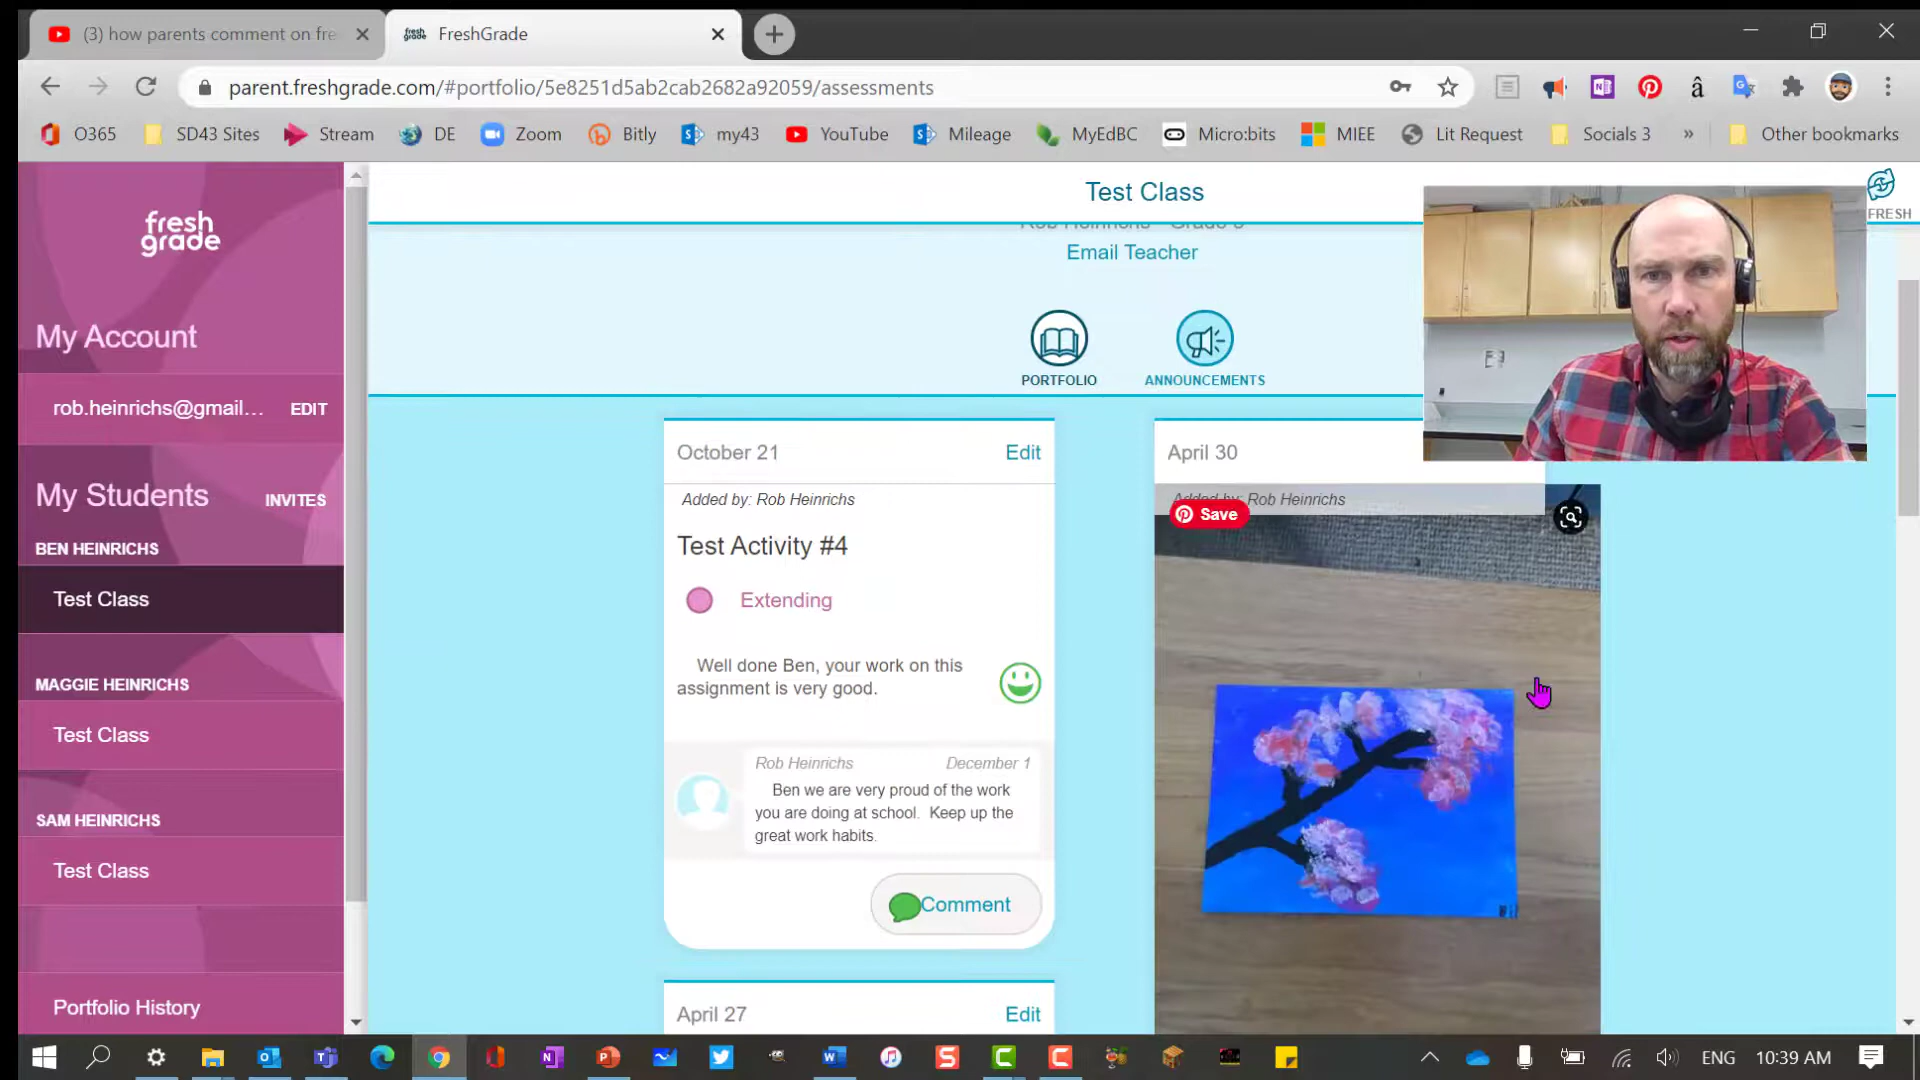 (3) how parents comment on fre
FreshGrade
parent.freshgrade.com/#portfolio/5e8251d5ab2cab2682a92059/assessments
O365 SD43 Sites Stream DE Zoom Bitly my43 YouTube Mileage MyEdBC Micro:bits MIEE Lit Request Socials 3 » Other bookmarks
fresh
grade
My Account
rob.heinrichs@gmail... EDIT
My Students INVITES
BEN HEINRICHS
Test Class
MAGGIE HEINRICHS
Test Class
SAM HEINRICHS
Test Class
Portfolio History
Test Class
FRESH
Rob Heinrichs - Grade 5
Email Teacher
PORTFOLIO ANNOUNCEMENTS
October 21 Edit
Added by: Rob Heinrichs
Test Activity #4
Extending
Well done Ben, your work on this
assignment is very good.
Rob Heinrichs December 1
Ben we are very proud of the work
you are doing at school. Keep up the
great work habits.
Comment
April 27 Edit
April 30
Added by: Rob Heinrichs
Save
ENG 10:39 AM